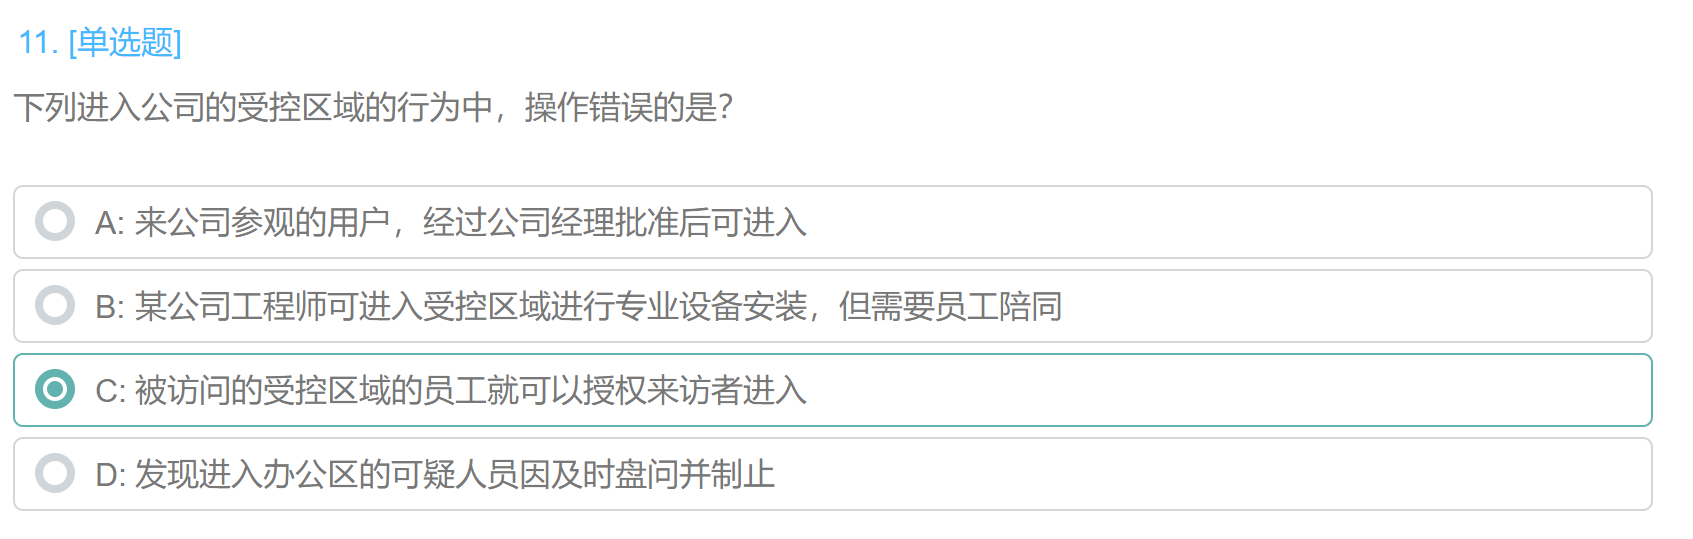 11. [单选题]
下列进入公司的受控区域的行为中，操作错误的是？
A: 来公司参观的用户，经过公司经理批准后可进入
B: 某公司工程师可进入受控区域进行专业设备安装，但需要员工陪同
C: 被访问的受控区域的员工就可以授权来访者进入
D: 发现进入办公区的可疑人员因及时盘问并制止